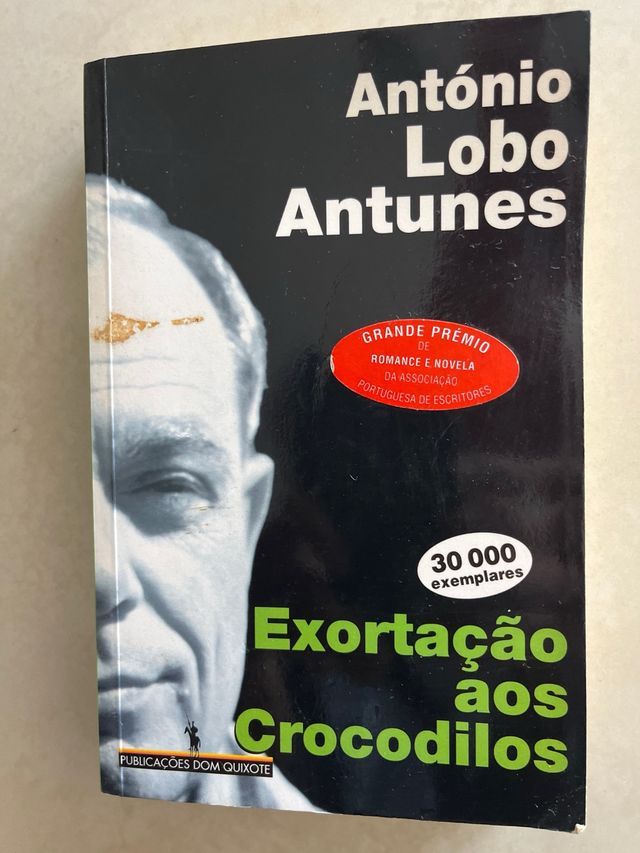 António
Lobo
Antunes
GRANDE PRÉMIO
DE
ROMANCE E NOVELA
DA ASSOCIAÇÃO
PORTUGUESA DE ESCRITORES
30 000
exemplares
Exortação
aos
Crocodilos
PUBLICAÇÕES DOM QUIXOTE